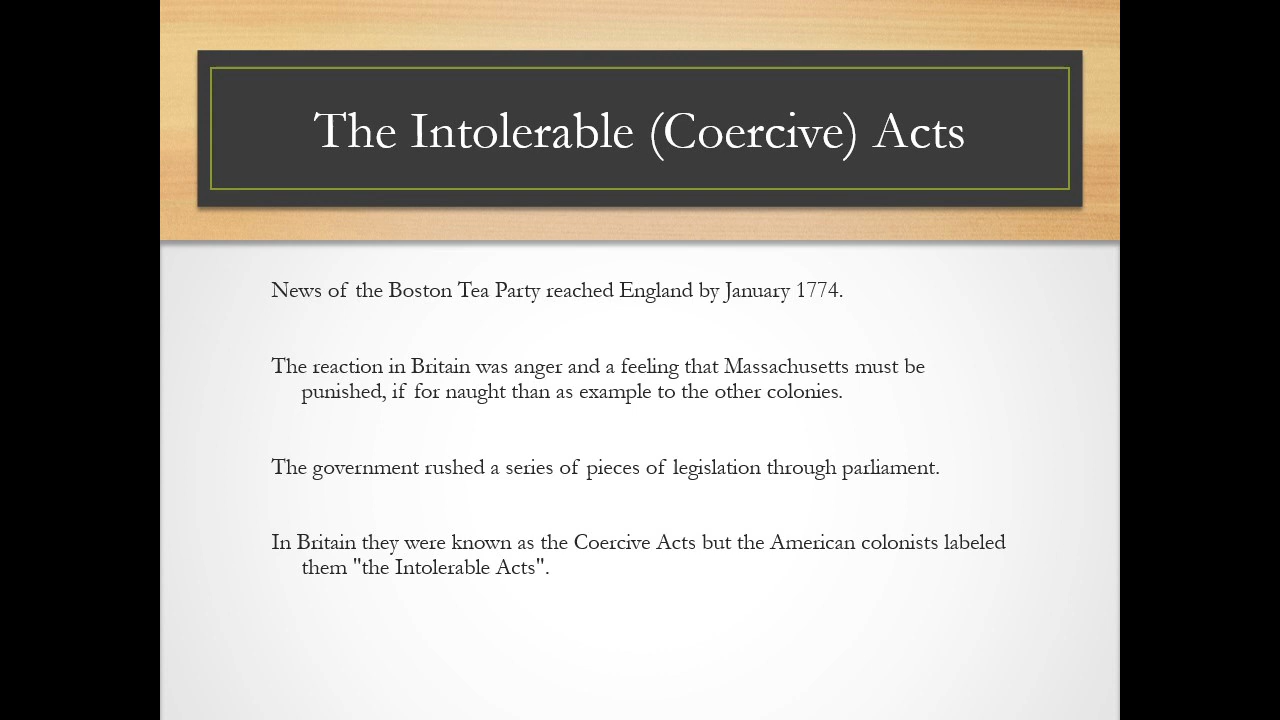 The Intolerable (Coercive) Acts
News of the Boston Tea Party reached England by January 1774.
The reaction in Britain was anger and a feeling that Massachusetts must be
punished, if for naught than as example to the other colonies.
The government rushed a series of pieces of legislation through parliament.
In Britain they were known as the Coercive Acts but the American colonists labeled
them "the Intolerable Acts".